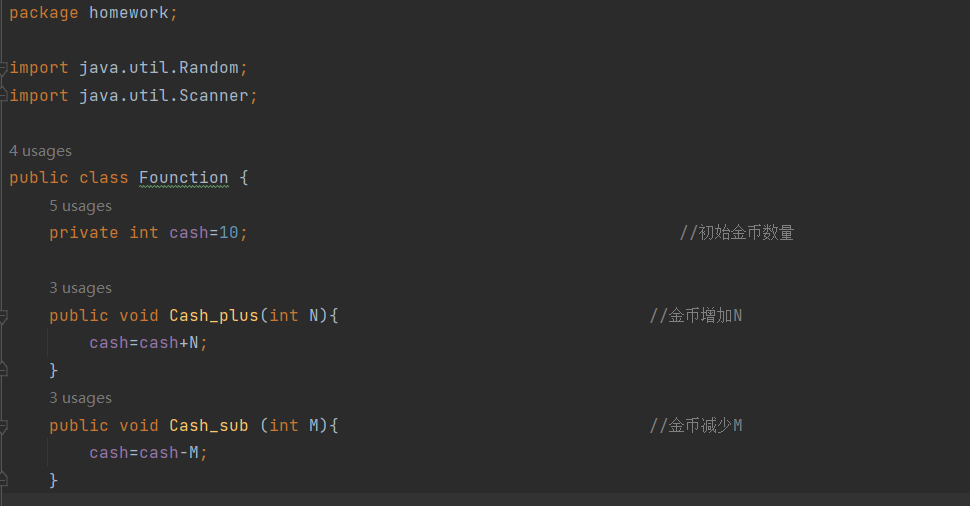 package homework;
import java.util.Random;
import java.util.Scanner;
4 usages
public class Founction {
5 usages
private int cash=10; //初始金币数量
3 usages
public void Cash_plus(int N){ //金币增加N
cash=cash+N;
}
3 usages
public void Cash_sub (int M){ //金币减少M
cash=cash-M;
}